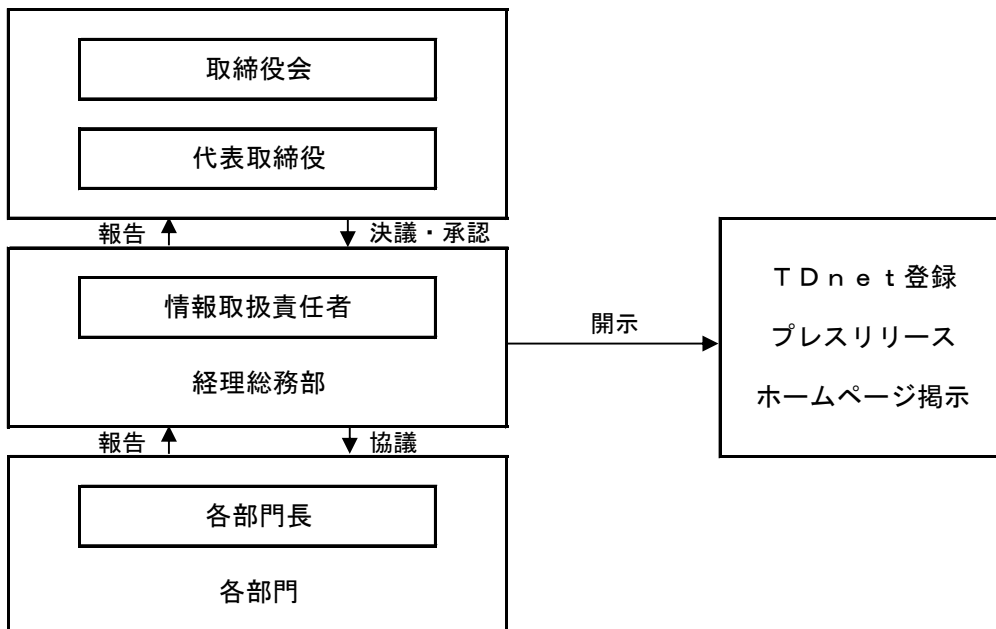 取締役会
代表取締役
報告
決議・承認
情報取扱責任者
経理総務部
開示
TDnet登録
プレスリリース
ホームページ掲示
報告
協議
各部門長
各部門